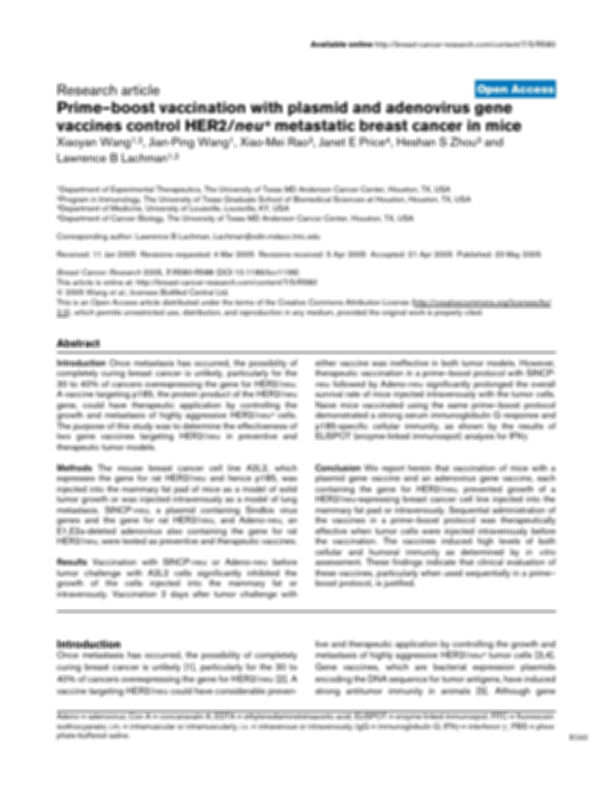 Available online http://breast-cancer-research.com/content/7/5/R580
Research article
Open Access
Prime–boost vaccination with plasmid and adenovirus gene
vaccines control HER2/neu+ metastatic breast cancer in mice
Xiaoyan Wang1,2, Jian-Ping Wang1, Xiao-Mei Rao3, Janet E Price4, Heshan S Zhou3 and
Lawrence B Lachman1,2
1Department of Experimental Therapeutics, The University of Texas MD Anderson Cancer Center, Houston, TX, USA
2Program in Immunology, The University of Texas Graduate School of Biomedical Sciences at Houston, Houston, TX, USA
3Department of Medicine, University of Louisville, Louisville, KY, USA
4Department of Cancer Biology, The University of Texas MD Anderson Cancer Center, Houston, TX, USA
Corresponding author: Lawrence B Lachman, Lachman@odin.mdacc.tmc.edu
Received: 11 Jan 2005 Revisions requested: 4 Mar 2005 Revisions received: 5 Apr 2005 Accepted: 21 Apr 2005 Published: 23 May 2005
Breast Cancer Research 2005, 7:R580-R588 (DOI 10.1186/bcr1199)
This article is online at: http://breast-cancer-research.com/content/7/5/R580
© 2005 Wang et al.; licensee BioMed Central Ltd.
This is an Open Access article distributed under the terms of the Creative Commons Attribution License (http://creativecommons.org/licenses/by/
2.0), which permits unrestricted use, distribution, and reproduction in any medium, provided the original work is properly cited.
Abstract
Introduction Once metastasis has occurred, the possibility of
completely curing breast cancer is unlikely, particularly for the
30 to 40% of cancers overexpressing the gene for HER2/neu.
A vaccine targeting p185, the protein product of the HER2/neu
gene, could have therapeutic application by controlling the
growth and metastasis of highly aggressive HER2/neu+ cells.
The purpose of this study was to determine the effectiveness of
two gene vaccines targeting HER2/neu in preventive and
therapeutic tumor models.
Methods The mouse breast cancer cell line A2L2, which
expresses the gene for rat HER2/neu and hence p185, was
injected into the mammary fat pad of mice as a model of solid
tumor growth or was injected intravenously as a model of lung
metastasis. SINCP-neu, a plasmid containing Sindbis virus
genes and the gene for rat HER2/neu, and Adeno-neu, an
E1,E2a-deleted adenovirus also containing the gene for rat
HER2/neu, were tested as preventive and therapeutic vaccines.
Results Vaccination with SINCP-neu or Adeno-neu before
tumor challenge with A2L2 cells significantly inhibited the
growth of the cells injected into the mammary fat or
intravenously. Vaccination 2 days after tumor challenge with
either vaccine was ineffective in both tumor models. However,
therapeutic vaccination in a prime–boost protocol with SINCP-
neu followed by Adeno-neu significantly prolonged the overall
survival rate of mice injected intravenously with the tumor cells.
Naive mice vaccinated using the same prime–boost protocol
demonstrated a strong serum immunoglobulin G response and
p185-specific cellular immunity, as shown by the results of
ELISPOT (enzyme-linked immunospot) analysis for IFNγ.
Conclusion We report herein that vaccination of mice with a
plasmid gene vaccine and an adenovirus gene vaccine, each
containing the gene for HER2/neu, prevented growth of a
HER2/neu-expressing breast cancer cell line injected into the
mammary fat pad or intravenously. Sequential administration of
the vaccines in a prime–boost protocol was therapeutically
effective when tumor cells were injected intravenously before
the vaccination. The vaccines induced high levels of both
cellular and humoral immunity as determined by in vitro
assessment. These findings indicate that clinical evaluation of
these vaccines, particularly when used sequentially in a prime–
boost protocol, is justified.
Introduction
Once metastasis has occurred, the possibility of completely
curing breast cancer is unlikely [1], particularly for the 30 to
40% of cancers overexpressing the gene for HER2/neu [2]. A
vaccine targeting HER2/neu could have considerable preven-
tive and therapeutic application by controlling the growth and
metastasis of highly aggressive HER2/neu+ tumor cells [3,4].
Gene vaccines, which are bacterial expression plasmids
encoding the DNA sequence for tumor antigens, have induced
strong antitumor immunity in animals [5]. Although gene
Adeno = adenovirus; Con A = concanavalin A; EDTA = ethylenediaminetetraacetic acid; ELISPOT = enzyme-linked immunospot; FITC = fluorescein
isothiocyanate; i.m. = intramuscular or intramuscularly; i.v. = intravenous or intravenously; IgG = immunoglobulin G; IFNγ = interferon γ; PBS = phos-
phate-buffered saline.